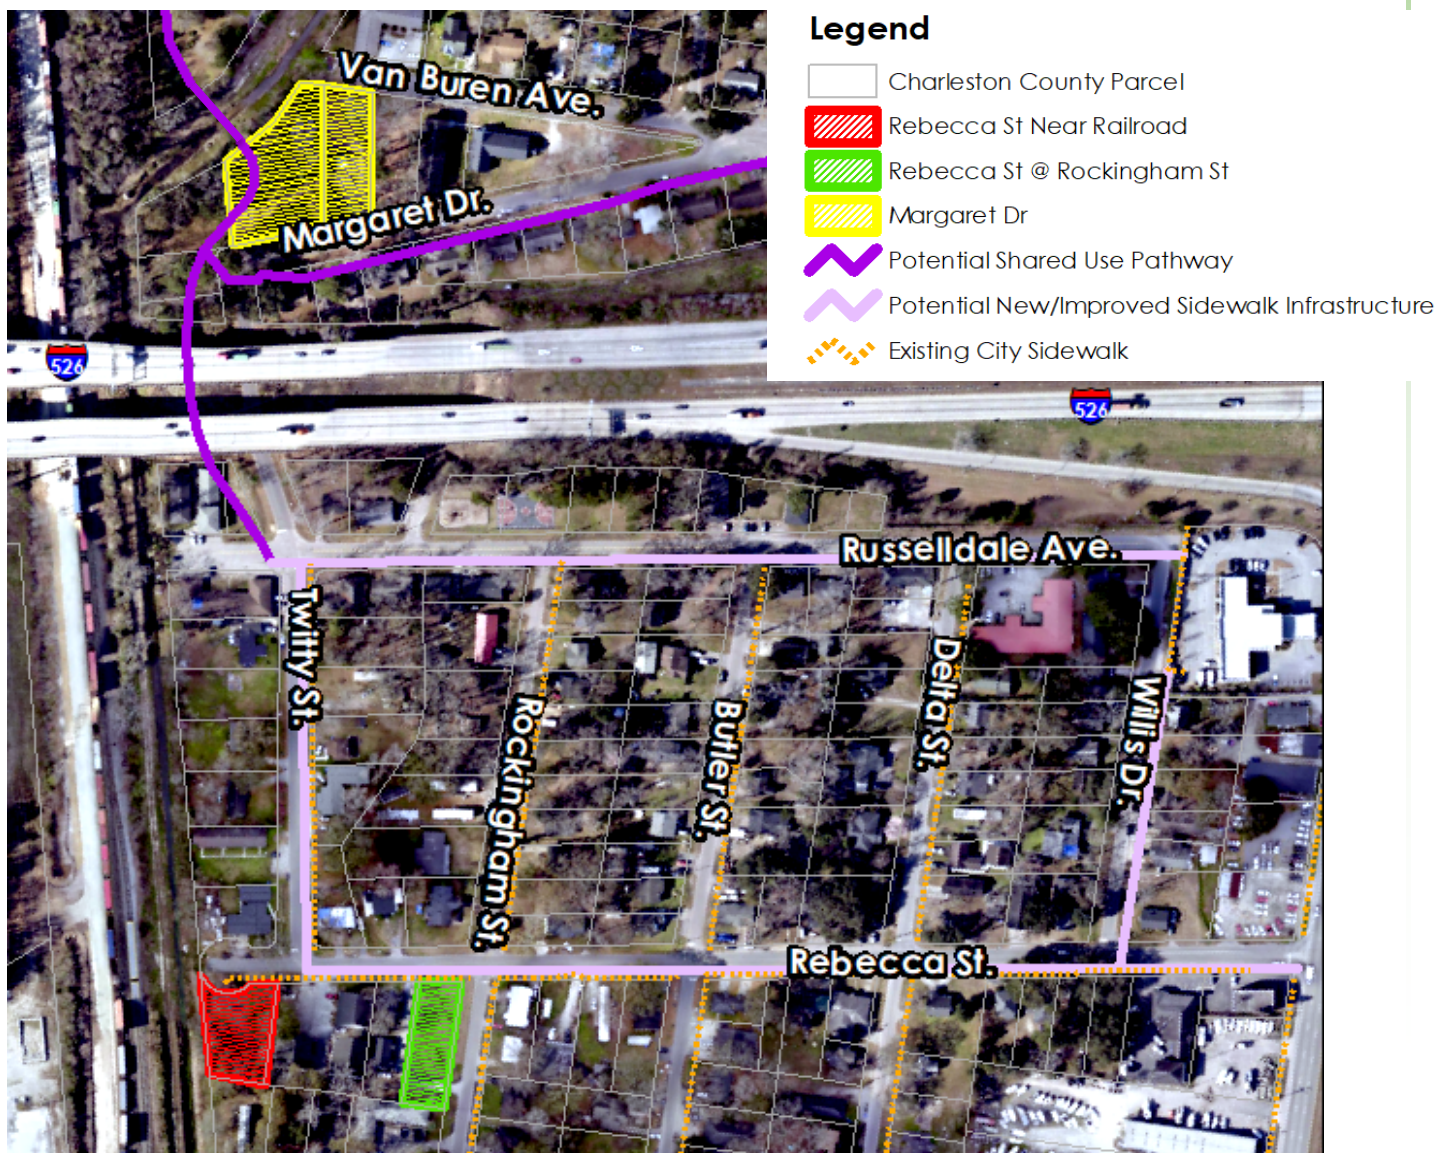 Legend
Charleston County Parcel
Rebecca St Near Railroad
Rebecca St @ Rockingham St
Margaret Dr
Potential Shared Use Pathway
Potential New/Improved Sidewalk Infrastructure
Existing City Sidewalk
Van Buren Ave.
Margaret Dr.
526
526
Russelldale Ave.
Twitty St.
Rockingham St.
Butler St.
Delta St.
Willis Dr.
Rebecca St.